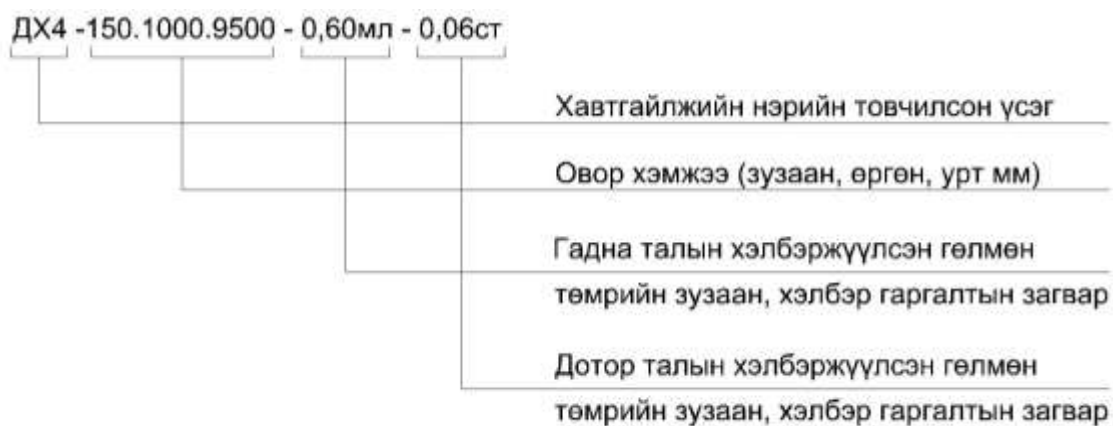 ДХ4 -150.1000.9500 - 0,60мл - 0,06ст
Хавтгайлжийн нэрийн товчилсон үсэг
Овор хэмжээ (зузаан, өргөн, урт мм)
Гадна талын хэлбэржүүлсэн гөлмөн
төмрийн зузаан, хэлбэр гаргалтын загвар
Дотор талын хэлбэржүүлсэн гөлмөн
төмрийн зузаан, хэлбэр гаргалтын загвар